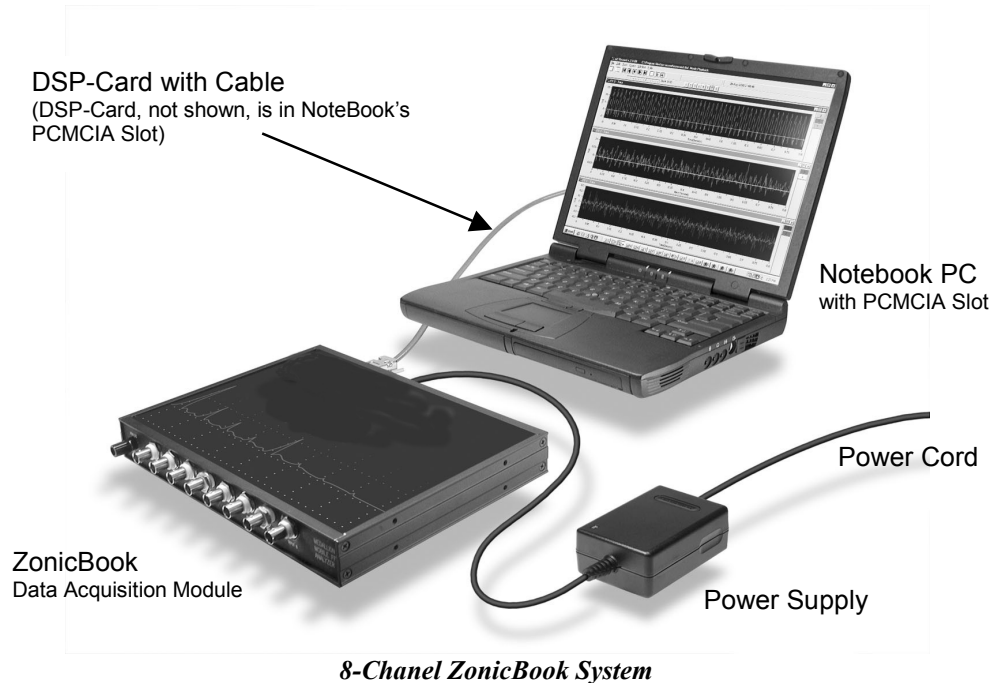 DSP-Card with Cable
(DSP-Card, not shown, is in NoteBook's
PCMCIA Slot)
Notebook PC
with PCMCIA Slot
Power Cord
ZonicBook
Data Acquisition Module
Power Supply
8-Chanel ZonicBook System